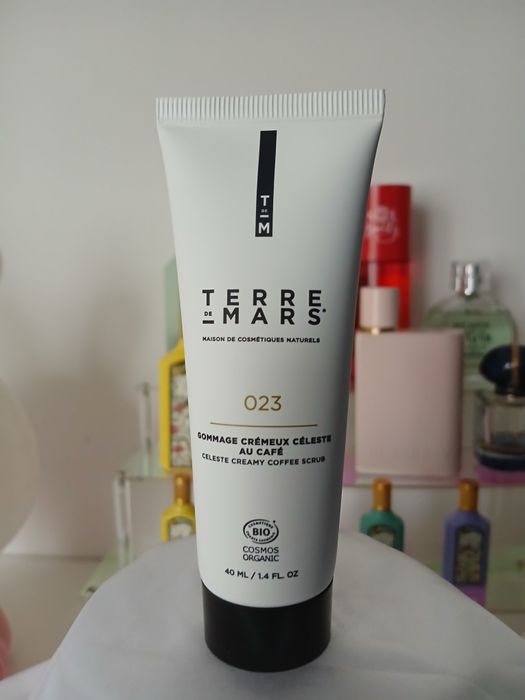 T
DE
M
TERRE
DE MARS®
MAISON DE COSMÉTIQUES NATURELS
023
GOMMAGE CRÉMEUX CÉLESTE
AU CAFÉ
CELESTE CREAMY COFFEE SCRUB
BIO
COSMOS
ORGANIC
40 ML / 1.4 FL. OZ